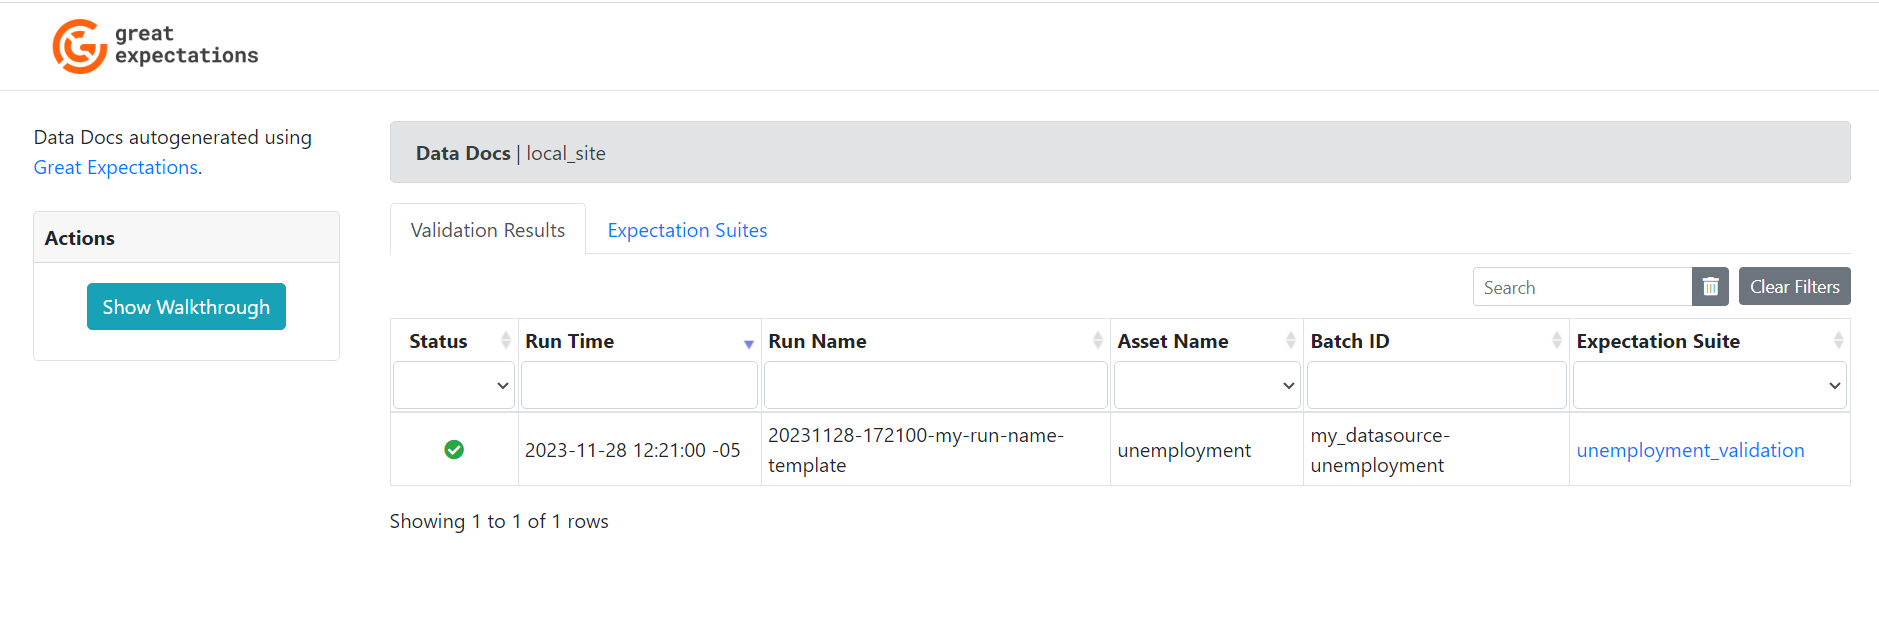 great
expectations
Data Docs autogenerated using
Great Expectations.
Actions
Show Walkthrough
Data Docs | local_site
Validation Results
Expectation Suites
Search
Clear Filters
Status
Run Time
Run Name
Asset Name
Batch ID
Expectation Suite
2023-11-28 12:21:00 -05
20231128-172100-my-run-name-
template
unemployment
my_datasource-
unemployment
unemployment_validation
Showing 1 to 1 of 1 rows